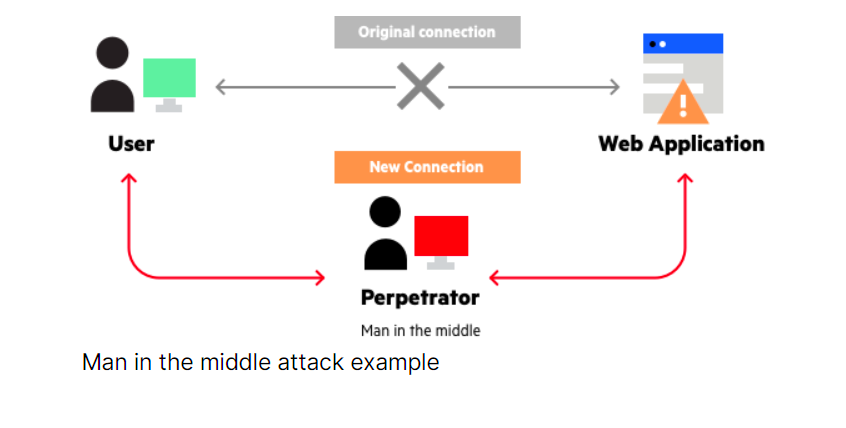 Original connection
User
Web Application
New Connection
Perpetrator
Man in the middle
Man in the middle attack example